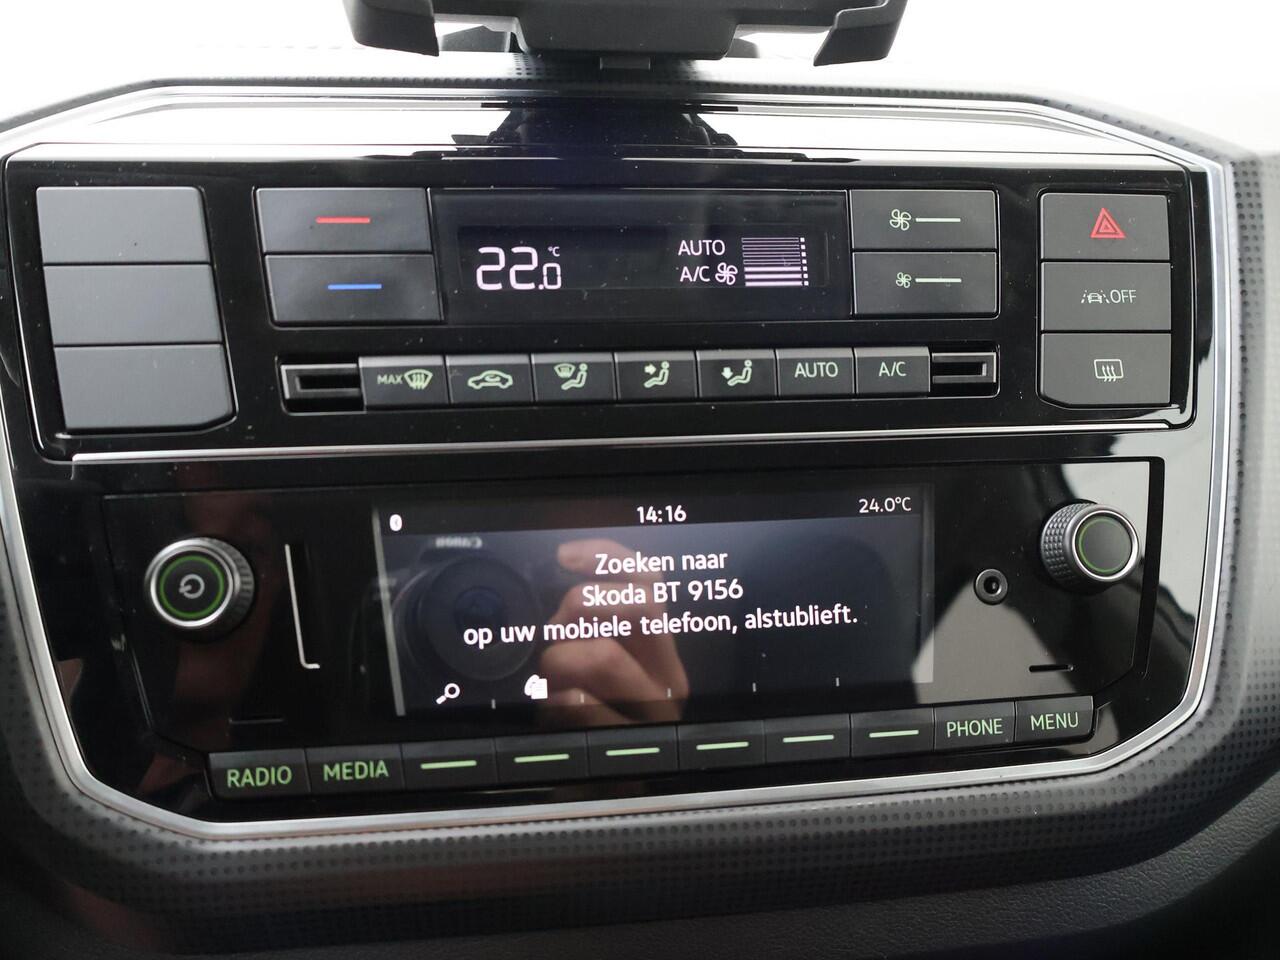 22.0 °C
AUTO
A/C
OFF
MAX
AUTO
A/C
14:16
24.0°C
Zoeken naar
Skoda BT 9156
op uw mobiele telefoon, alstublieft.
Canon
RADIO
MEDIA
PHONE
MENU